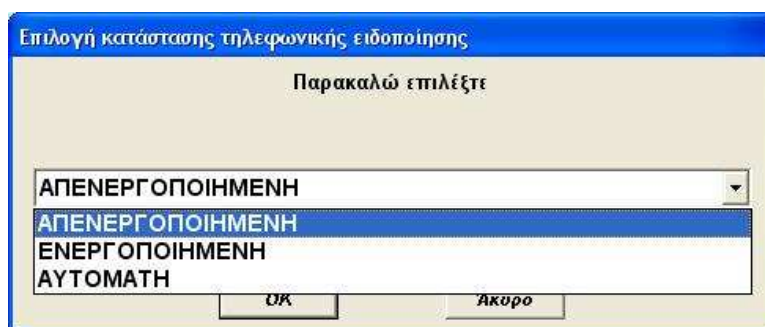 Επιλογή κατάστασης τηλεφωνικής ειδοποίησης
Παρακαλώ επιλέξτε
ΑΠΕΝΕΡΓΟΠΟΙΗΜΕΝΗ
ΑΠΕΝΕΡΓΟΠΟΙΗΜΕΝΗ
ΕΝΕΡΓΟΠΟΙΗΜΕΝΗ
ΑΥΤΟΜΑΤΗ
OK Άκυρο